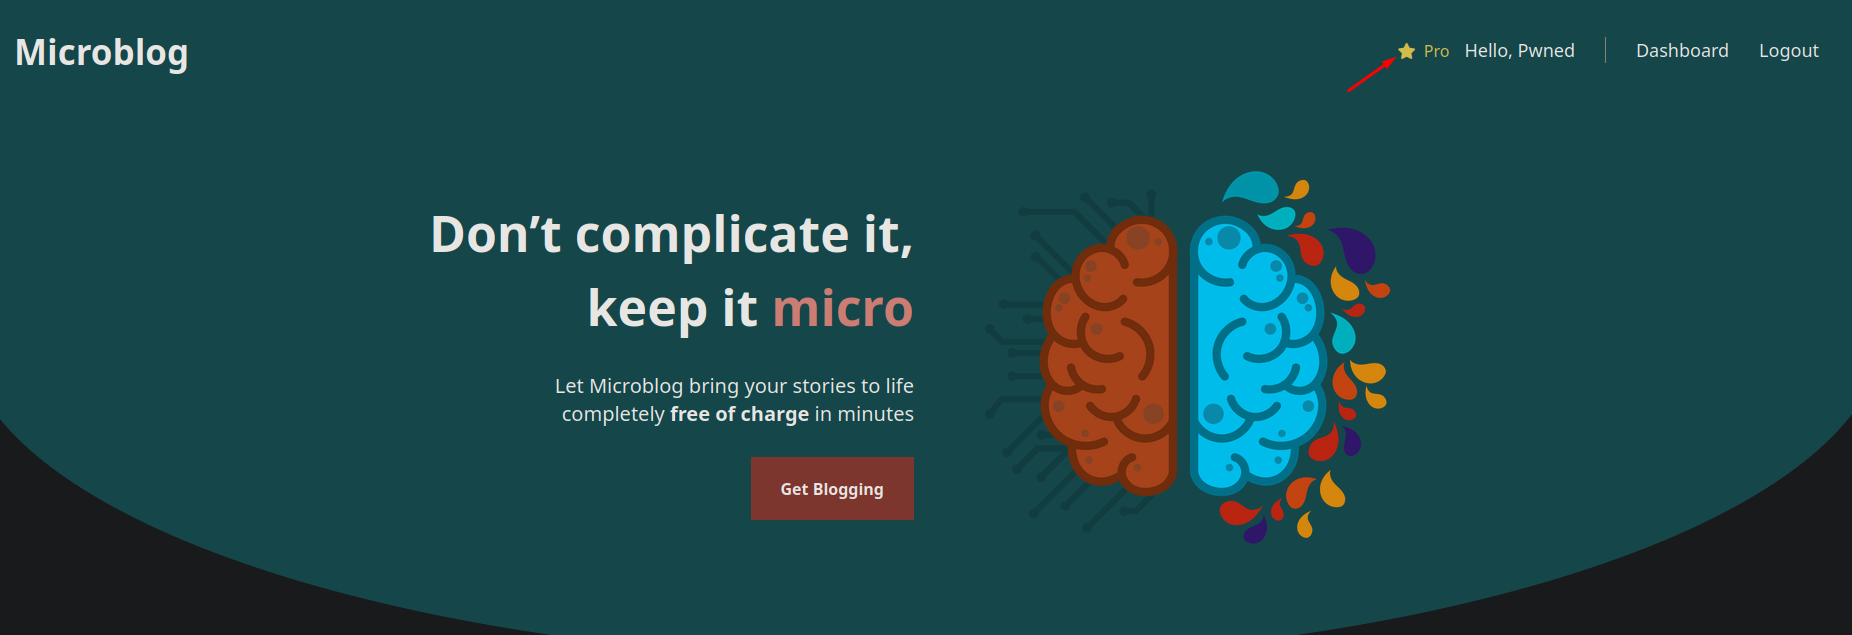 Microblog
Pro Hello, Pwned Dashboard Logout
Don’t complicate it,
keep it micro
Let Microblog bring your stories to life
completely free of charge in minutes
Get Blogging